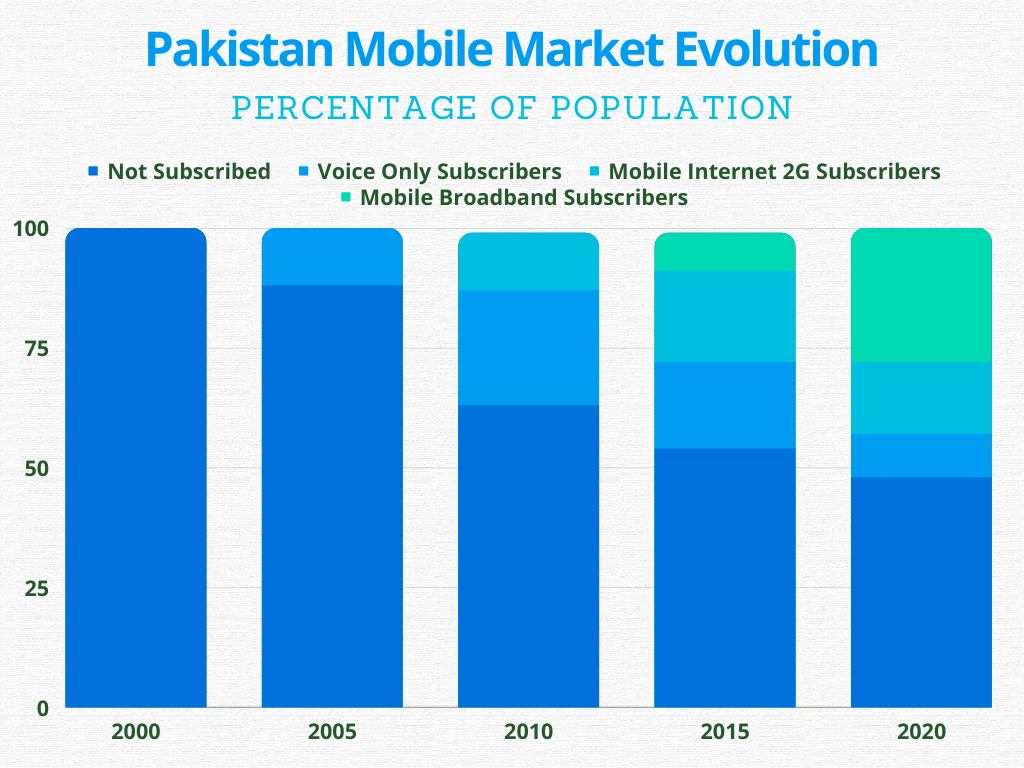 Pakistan Mobile Market Evolution
PERCENTAGE OF POPULATION
Not Subscribed Voice Only Subscribers Mobile Internet 2G Subscribers
Mobile Broadband Subscribers
100
75
50
25
0
2000 2005 2010 2015 2020